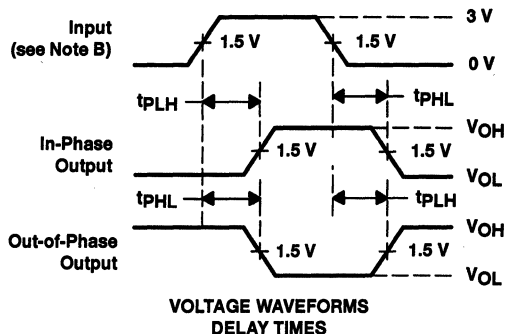 Input
(see Note B)
1.5 V
1.5 V
3 V
0 V
tPLH
tPHL
In-Phase
Output
1.5 V
1.5 V
VOH
VOL
tPHL
tPLH
Out-of-Phase
Output
1.5 V
1.5 V
VOH
VOL
VOLTAGE WAVEFORMS
DELAY TIMES